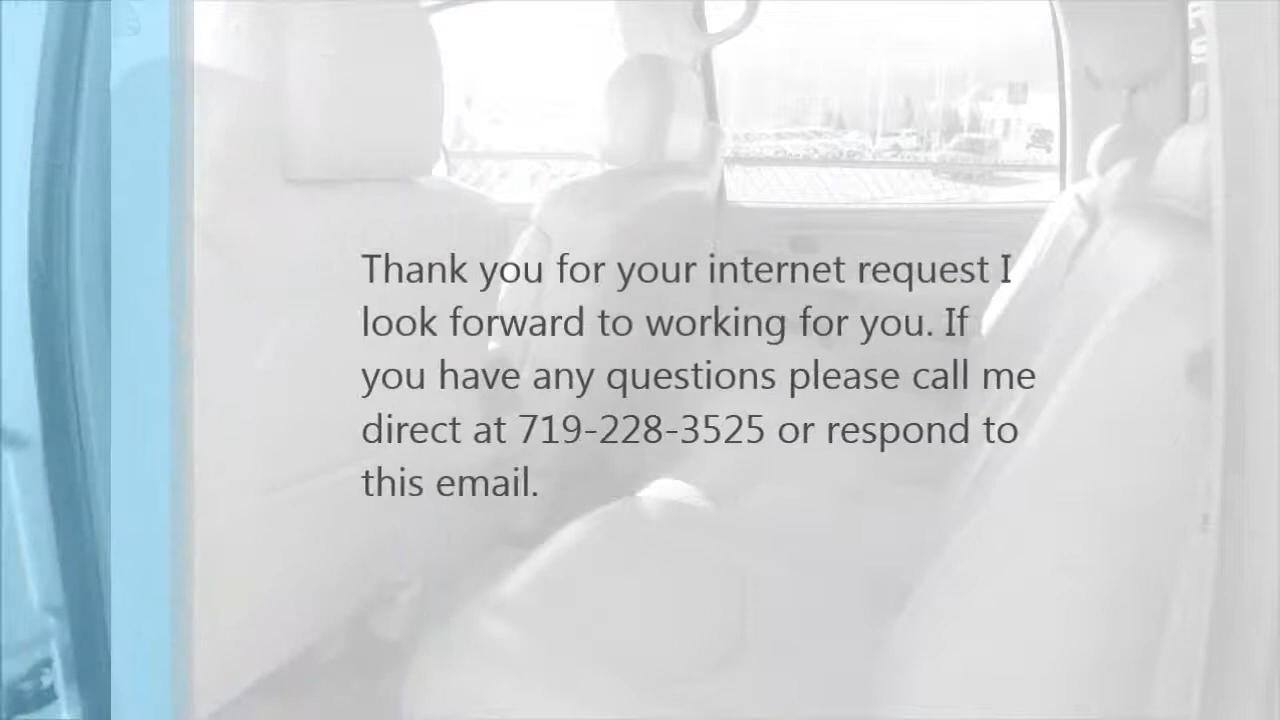 Thank you for your internet request I
look forward to working for you. If
you have any questions please call me
direct at 719-228-3525 or respond to
this email.